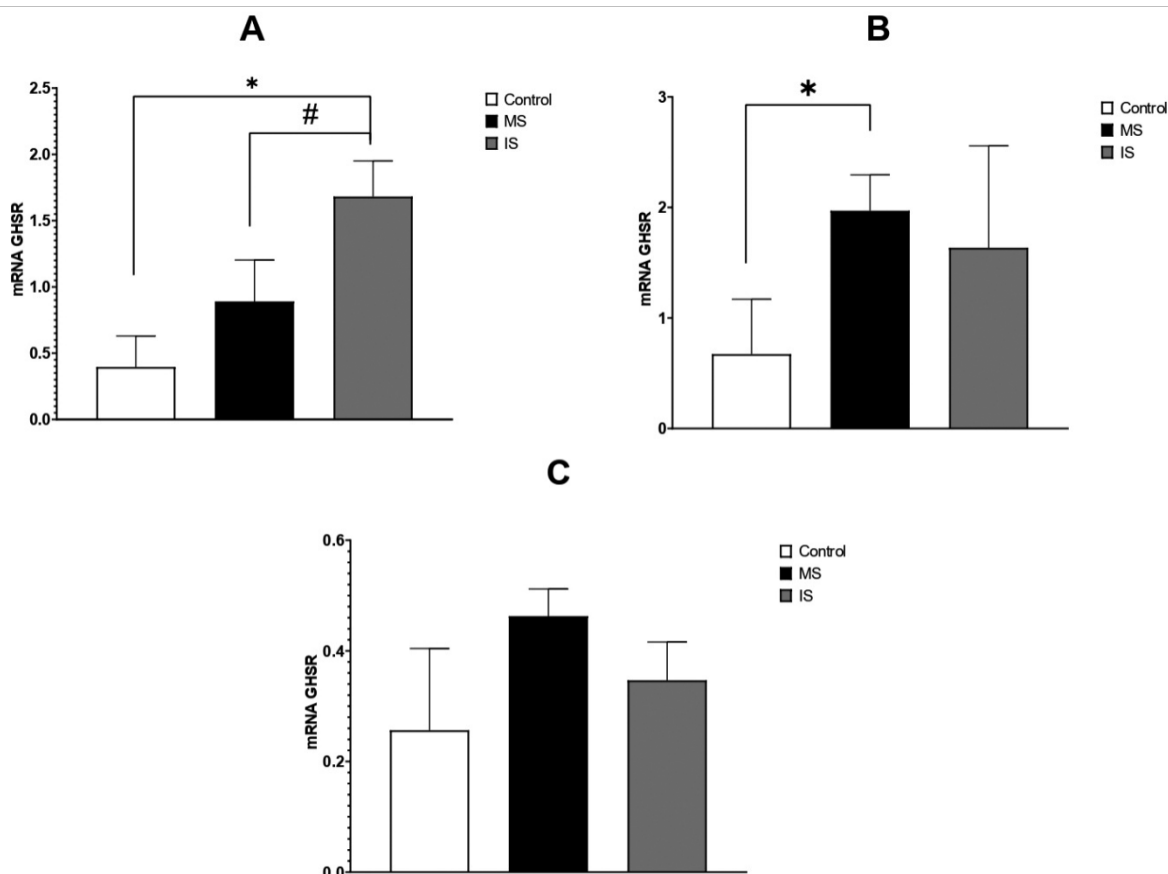 A
2.5
2.0
1.5
1.0
0.5
0.0
mRNA GHSR
*
#
Control
MS
IS
B
3
2
1
0
mRNA GHSR
*
Control
MS
IS
C
0.6
0.4
0.2
0.0
mRNA GHSR
Control
MS
IS